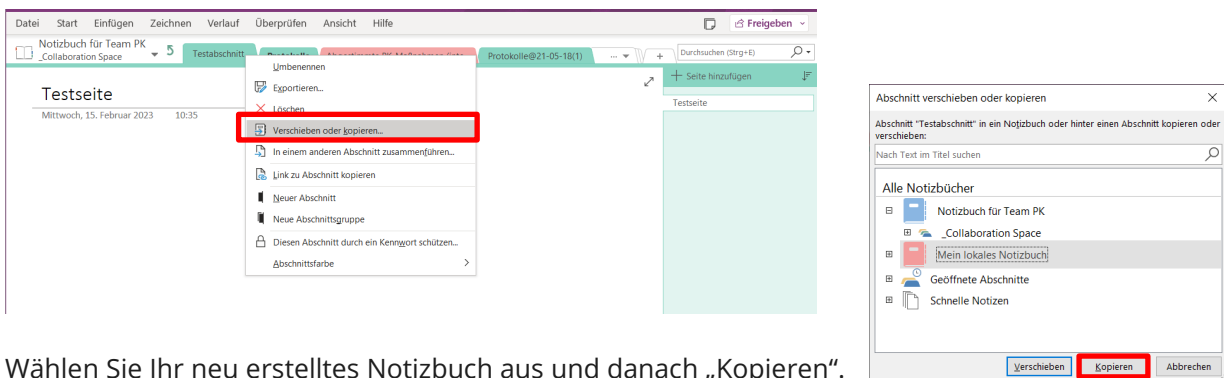 Datei Start Einfügen Zeichnen Verlauf Überprüfen Ansicht Hilfe Freigeben
Notizbuch für Team PK
_Collaboration Space
Testabschnitt Protokolle Protokolle@21-05-18(1) ... Durchsuchen (Strg+E)
Seite hinzufügen
Testseite
Testseite
Mittwoch, 15. Februar 2023 10:35
Umbenennen
Exportieren...
Löschen
Verschieben oder kopieren...
In einem anderen Abschnitt zusammenführen...
Link zu Abschnitt kopieren
Neuer Abschnitt
Neue Abschnittsgruppe
Diesen Abschnitt durch ein Kennwort schützen...
Abschnittsfarbe
Abschnitt verschieben oder kopieren
Abschnitt "Testabschnitt" in ein Notizbuch oder hinter einen Abschnitt kopieren oder
verschieben:
Nach Text im Titel suchen
Alle Notizbücher
Notizbuch für Team PK
_Collaboration Space
Mein lokales Notizbuch
Geöffnete Abschnitte
Schnelle Notizen
Verschieben Kopieren Abbrechen
Wählen Sie Ihr neu erstelltes Notizbuch aus und danach „Kopieren“.